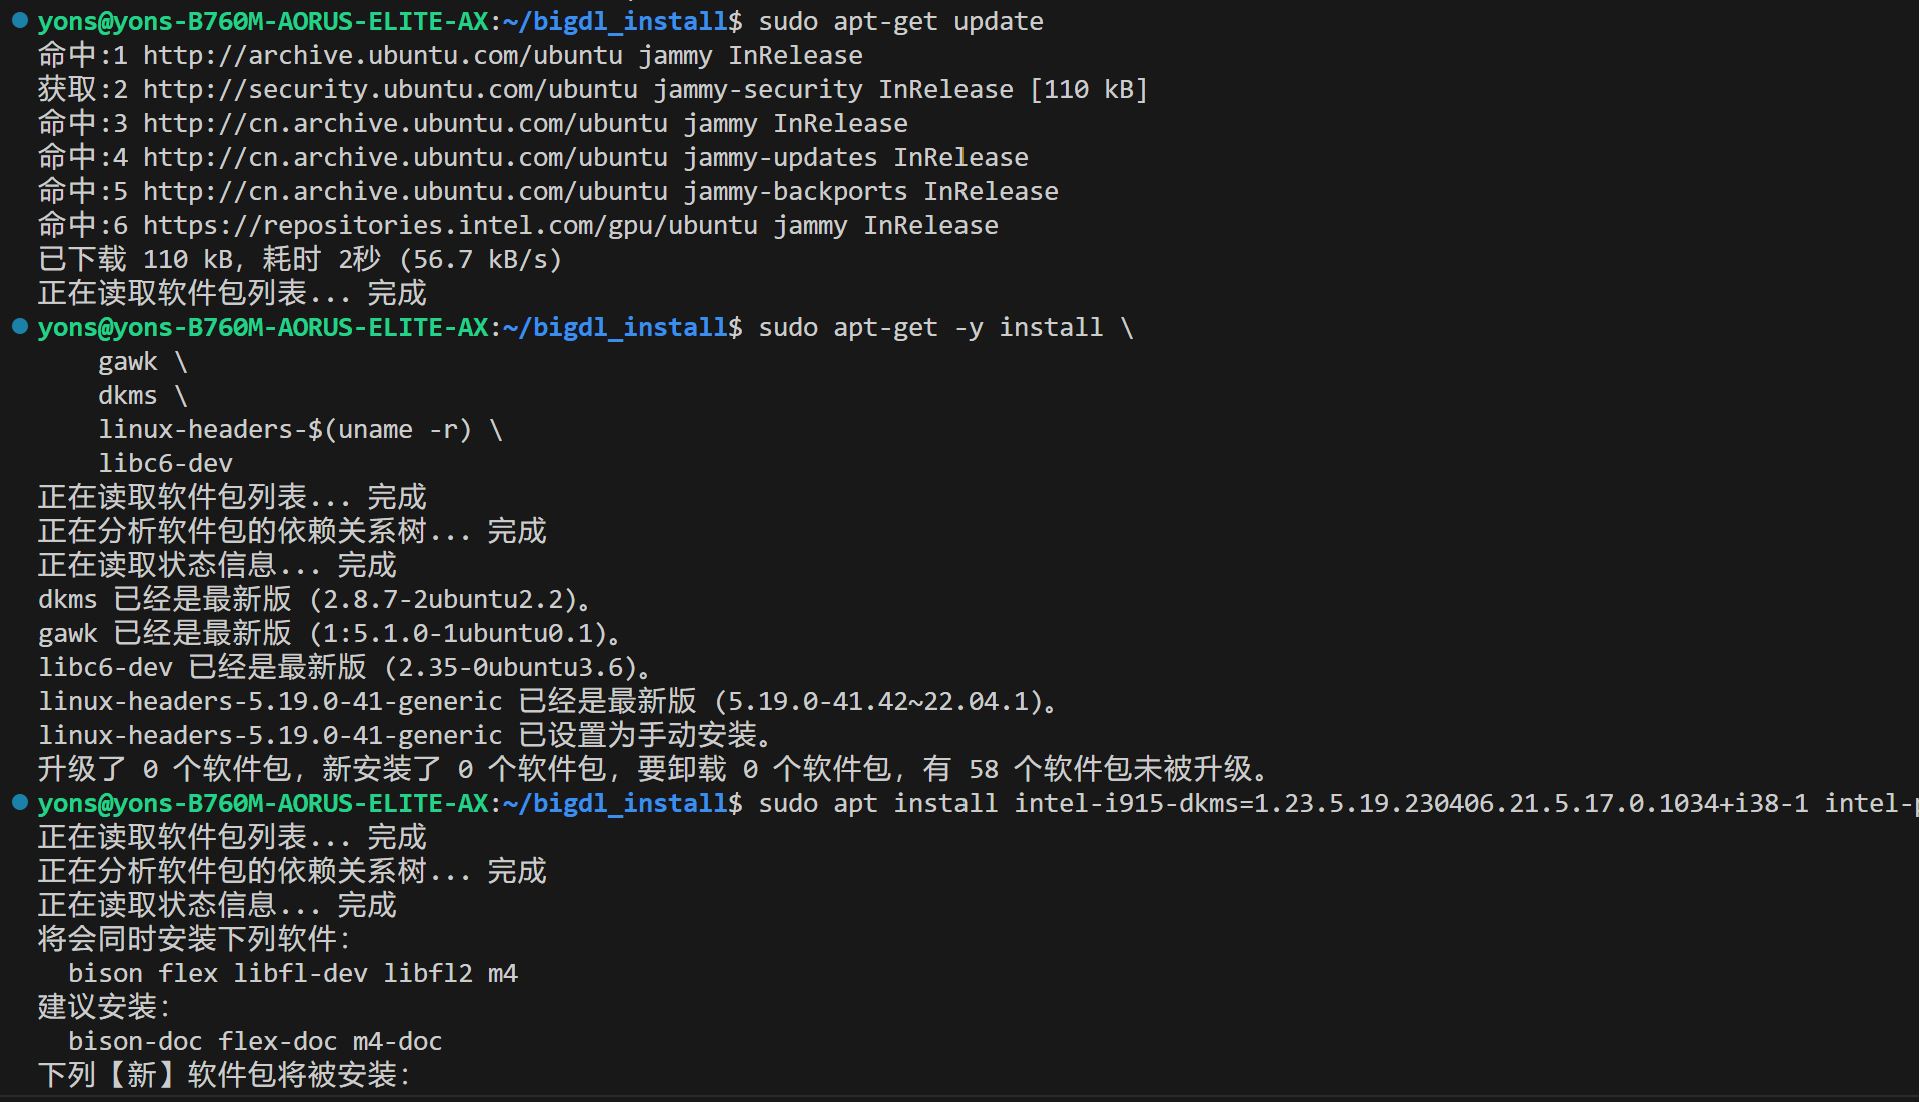 yons@yons-B760M-AORUS-ELITE-AX:~/bigdl_install$ sudo apt-get update
命中:1 http://archive.ubuntu.com/ubuntu jammy InRelease
获取:2 http://security.ubuntu.com/ubuntu jammy-security InRelease [110 kB]
命中:3 http://cn.archive.ubuntu.com/ubuntu jammy InRelease
命中:4 http://cn.archive.ubuntu.com/ubuntu jammy-updates InRelease
命中:5 http://cn.archive.ubuntu.com/ubuntu jammy-backports InRelease
命中:6 https://repositories.intel.com/gpu/ubuntu jammy InRelease
已下载 110 kB，耗时 2秒 (56.7 kB/s)
正在读取软件包列表... 完成
yons@yons-B760M-AORUS-ELITE-AX:~/bigdl_install$ sudo apt-get -y install \
    gawk \
    dkms \
    linux-headers-$(uname -r) \
    libc6-dev
正在读取软件包列表... 完成
正在分析软件包的依赖关系树... 完成
正在读取状态信息... 完成
dkms 已经是最新版 (2.8.7-2ubuntu2.2)。
gawk 已经是最新版 (1:5.1.0-1ubuntu0.1)。
libc6-dev 已经是最新版 (2.35-0ubuntu3.6)。
linux-headers-5.19.0-41-generic 已经是最新版 (5.19.0-41.42~22.04.1)。
linux-headers-5.19.0-41-generic 已设置为手动安装。
升级了 0 个软件包，新安装了 0 个软件包，要卸载 0 个软件包，有 58 个软件包未被升级。
yons@yons-B760M-AORUS-ELITE-AX:~/bigdl_install$ sudo apt install intel-i915-dkms=1.23.5.19.230406.21.5.17.0.1034+i38-1 intel-p
正在读取软件包列表... 完成
正在分析软件包的依赖关系树... 完成
正在读取状态信息... 完成
将会同时安装下列软件：
  bison flex libfl-dev libfl2 m4
建议安装：
  bison-doc flex-doc m4-doc
下列【新】软件包将被安装：